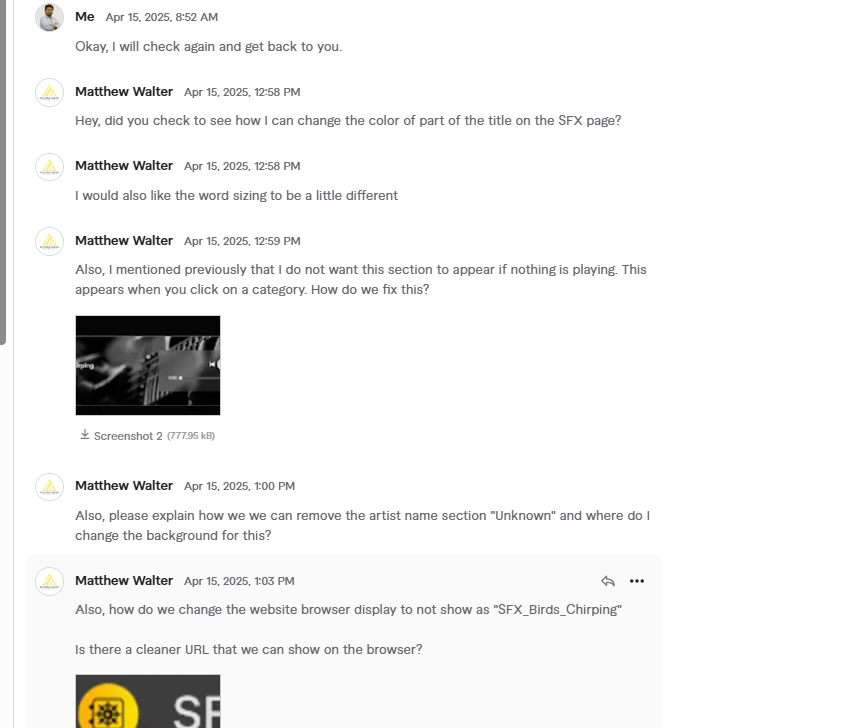 Me Apr 15, 2025, 8:52 AM
Okay, I will check again and get back to you.
Matthew Walter Apr 15, 2025, 12:58 PM
Hey, did you check to see how I can change the color of part of the title on the SFX page?
Matthew Walter Apr 15, 2025, 12:58 PM
I would also like the word sizing to be a little different
Matthew Walter Apr 15, 2025, 12:59 PM
Also, I mentioned previously that I do not want this section to appear if nothing is playing. This
appears when you click on a category. How do we fix this?
irping
0:00
Screenshot 2 (777.95 kB)
Matthew Walter Apr 15, 2025, 1:00 PM
Also, please explain how we we can remove the artist name section "Unknown" and where do I
change the background for this?
Matthew Walter Apr 15, 2025, 1:03 PM
Also, how do we change the website browser display to not show as "SFX_Birds_Chirping"
Is there a cleaner URL that we can show on the browser?
SF